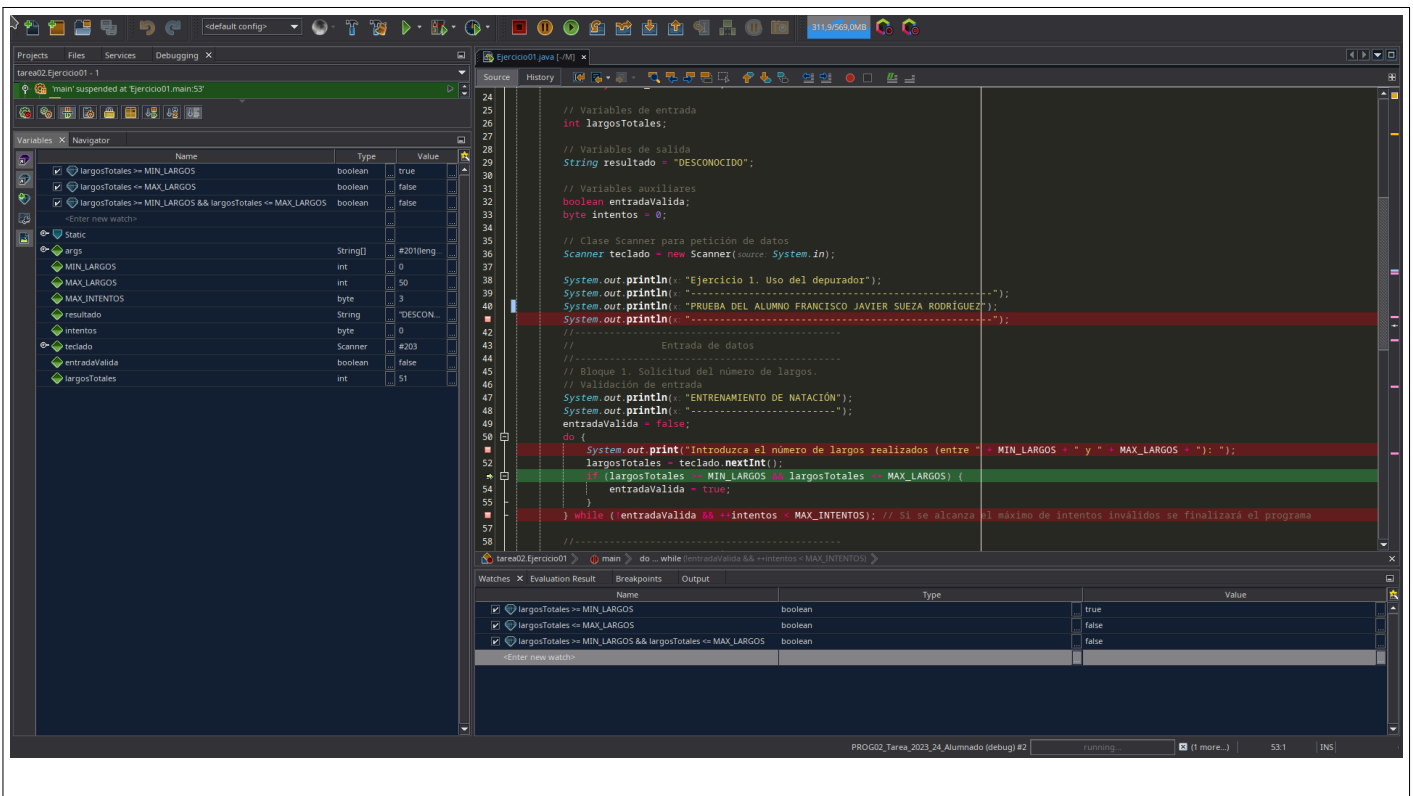 <default config>
311,9/569,0MB
Projects Files Services Debugging
tarea02.Ejercicio01 - 1
'main' suspended at 'Ejercicio01.main:53'
Variables Navigator
Name Type Value
largosTotales >= MIN_LARGOS boolean true
largosTotales <= MAX_LARGOS boolean false
largosTotales >= MIN_LARGOS && largosTotales <= MAX_LARGOS boolean false
<Enter new watch>
Static
args String[] #201(leng...
MIN_LARGOS int 0
MAX_LARGOS int 50
MAX_INTENTOS byte 3
resultado String "DESCON...
intentos byte 0
teclado Scanner #203
entradaValida boolean false
largosTotales int 51
Ejercicio01.java [-/M]
Source History
24
25 // Variables de entrada
26 int largosTotales;
27
28 // Variables de salida
29 String resultado = "DESCONOCIDO";
30
31 // Variables auxiliares
32 boolean entradaValida;
33 byte intentos = 0;
34
35 // Clase Scanner para petición de datos
36 Scanner teclado = new Scanner(source: System.in);
37
38 System.out.println(x: "Ejercicio 1. Uso del depurador");
39 System.out.println(x: "----------------------------------------------------------");
40 System.out.println(x: "PRUEBA DEL ALUMNO FRANCISCO JAVIER SUEZA RODRÍGUEZ");
System.out.println(x: "----------------------------------------------------------");
42 //----------------------------------------------
43 // Entrada de datos
44 //----------------------------------------------
45 // Bloque 1. Solicitud del número de largos.
46 // Validación de entrada
47 System.out.println(x: "ENTRENAMIENTO DE NATACIÓN");
48 System.out.println(x: "-------------------------");
49 entradaValida = false;
50 do {
System.out.print("Introduzca el número de largos realizados (entre " + MIN_LARGOS + " y " + MAX_LARGOS + "): ");
52 largosTotales = teclado.nextInt();
if (largosTotales >= MIN_LARGOS && largosTotales <= MAX_LARGOS) {
54 entradaValida = true;
55 }
} while (!entradaValida && ++intentos < MAX_INTENTOS); // Si se alcanza el máximo de intentos inválidos se finalizará el programa
57
58 //----------------------------------------------
tarea02.Ejercicio01 main do ... while (!entradaValida && ++intentos < MAX_INTENTOS)
Watches Evaluation Result Breakpoints Output
Name Type Value
largosTotales >= MIN_LARGOS boolean true
largosTotales <= MAX_LARGOS boolean false
largosTotales >= MIN_LARGOS && largosTotales <= MAX_LARGOS boolean false
<Enter new watch>
PROG02_Tarea_2023_24_Alumnado (debug) #2 running... (1 more...) 53:1 INS